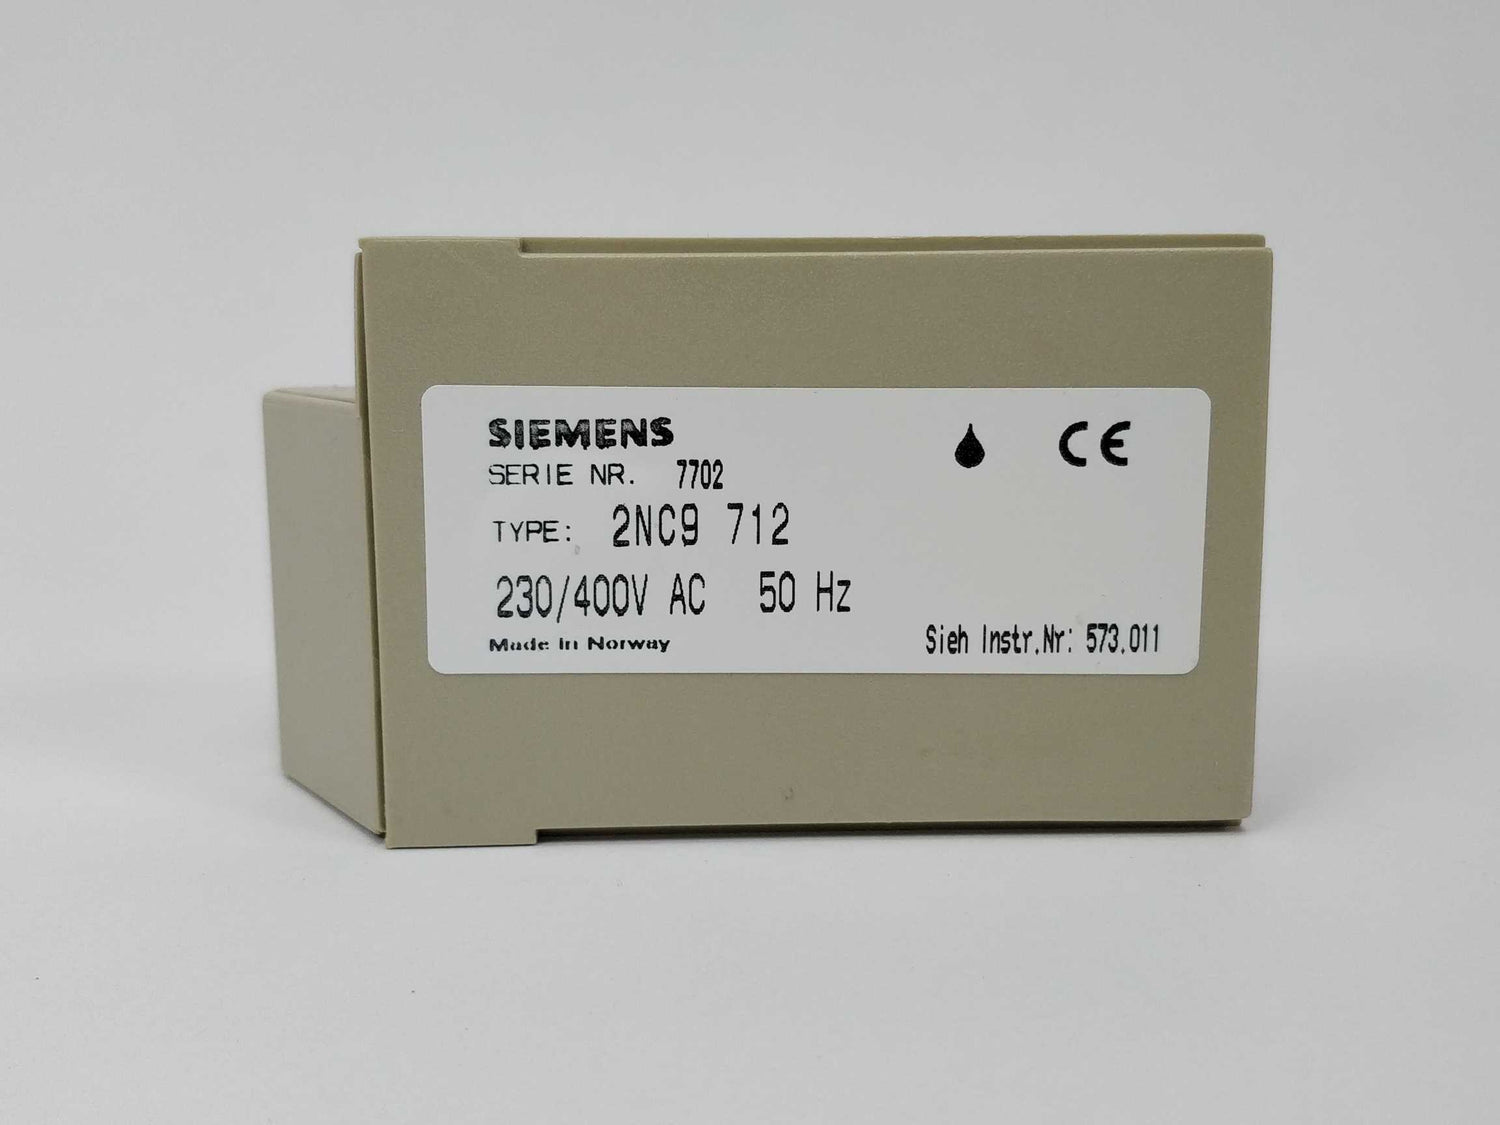 SIEMENS
CE
SERIE NR. 7702
TYPE: 2NC9 712
230/400V AC 50 Hz
Made in Norway
Sieh Instr.Nr: 573.011